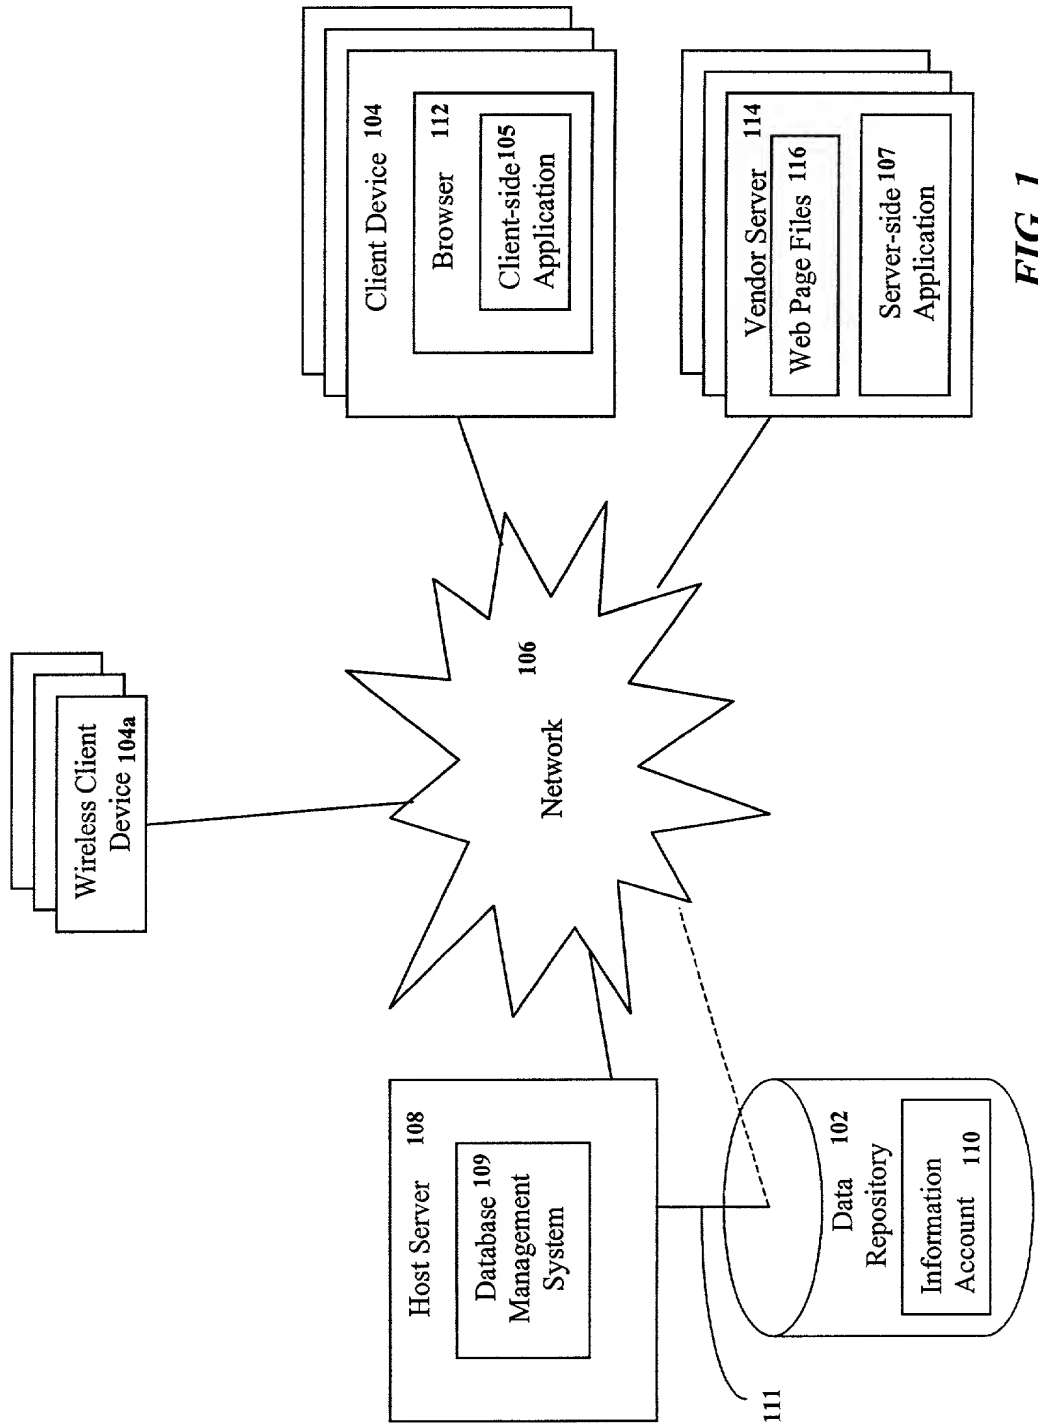 Wireless Client
Device 104a
Client Device 104
Browser 112
Client-side 105
Application
Host Server 108
Database 109
Management
System
106
Network
Vendor Server 114
Web Page Files 116
Server-side 107
Application
111
Data 102
Repository
Information
Account 110
FIG. 1